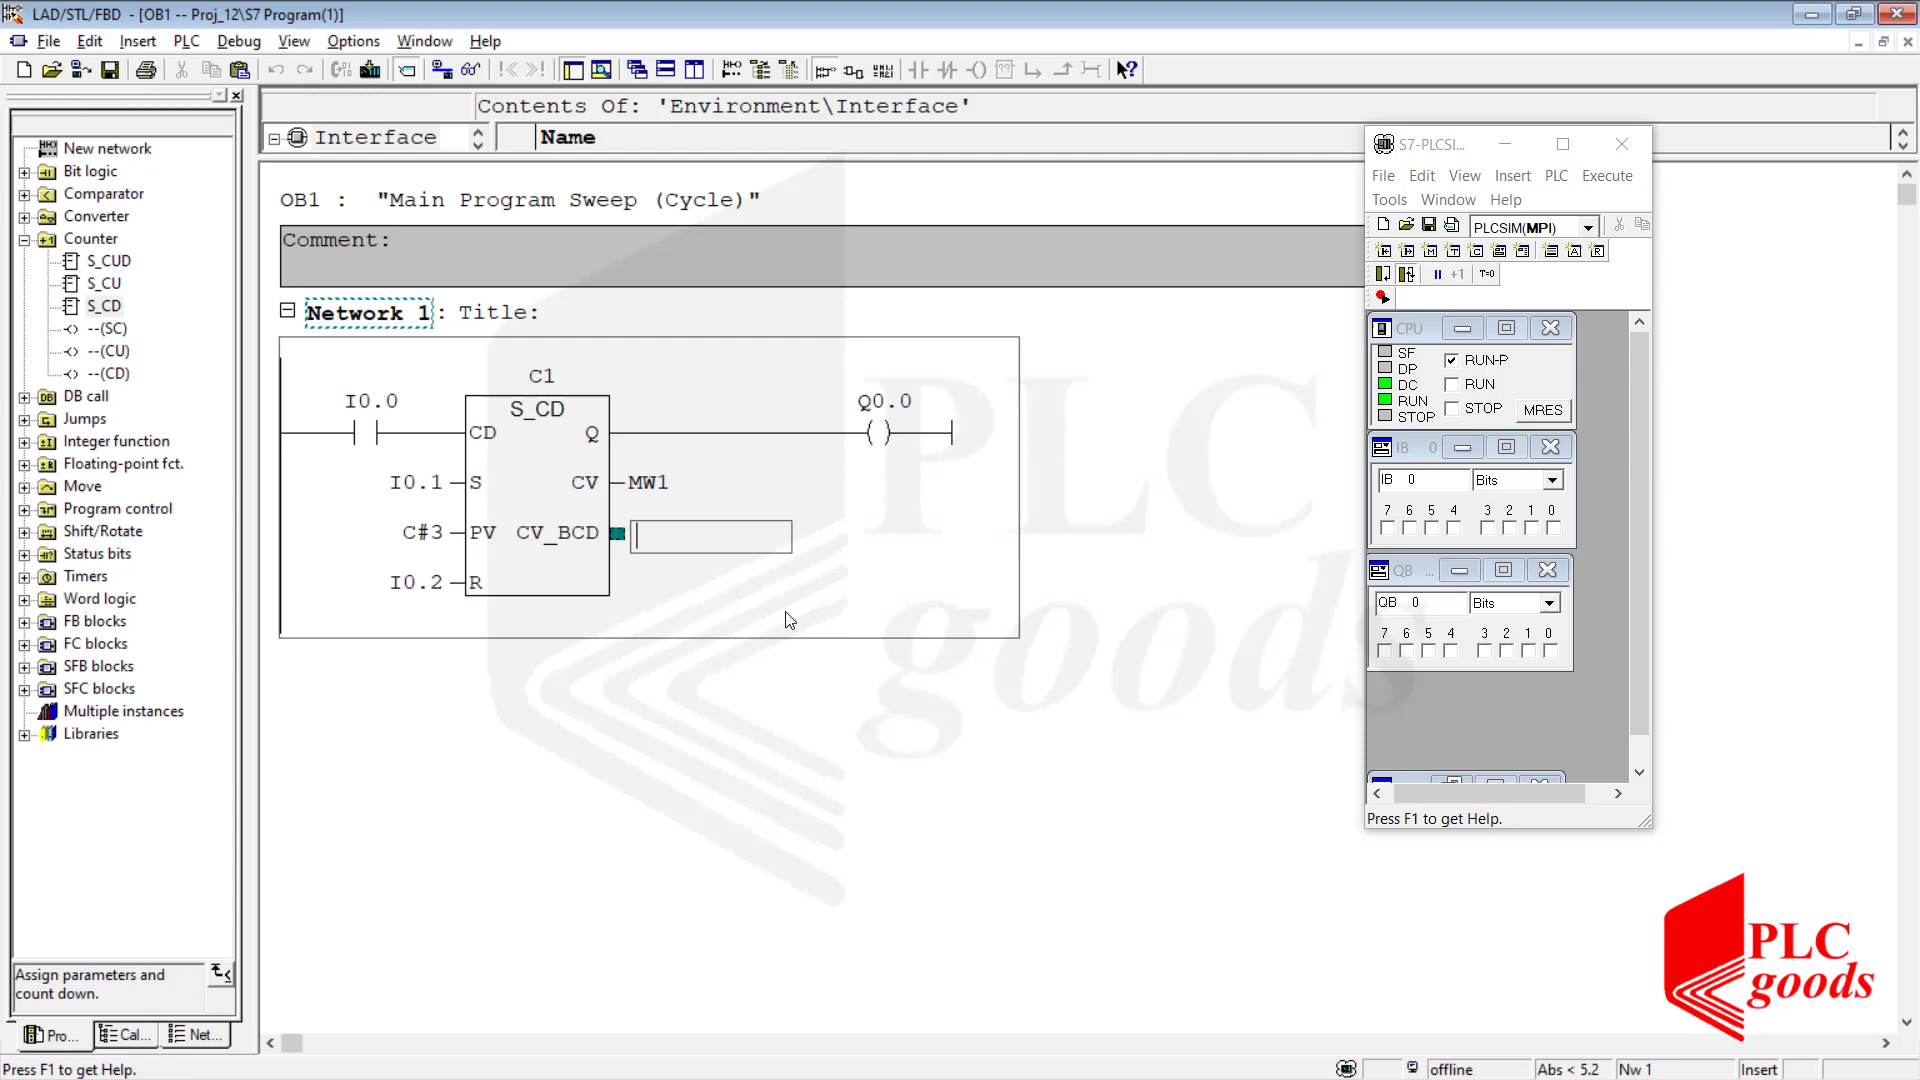 LAD/STL/FBD - [OB1 -- Proj_12\S7 Program(1)]
File Edit Insert PLC Debug View Options Window Help
Contents Of: 'Environment\Interface'
Interface
Name
New network
Bit logic
Comparator
Converter
Counter
S_CUD
S_CU
S_CD
--(SC)
--(CU)
--(CD)
DB call
Jumps
Integer function
Floating-point fct.
Move
Program control
Shift/Rotate
Status bits
Timers
Word logic
FB blocks
FC blocks
SFB blocks
SFC blocks
Multiple instances
Libraries
Assign parameters and
count down.
Pro... Cal... Net...
OB1 : "Main Program Sweep (Cycle)"
Comment:
Network 1: Title:
C1
I0.0 S_CD Q0.0
CD Q
I0.1 S CV MW1
C#3 PV CV_BCD
I0.2 R
S7-PLCSI...
File Edit View Insert PLC Execute
Tools Window Help
PLCSIM(MPI)
+1 T=0
CPU
SF
DP
DC
RUN
STOP
RUN-P
RUN
STOP
MRES
IB 0
IB 0 Bits
7 6 5 4 3 2 1 0
QB ...
QB 0 Bits
7 6 5 4 3 2 1 0
Press F1 to get Help.
PLC
goods
PLC
goods
Press F1 to get Help.
offline Abs < 5.2 Nw 1 Insert